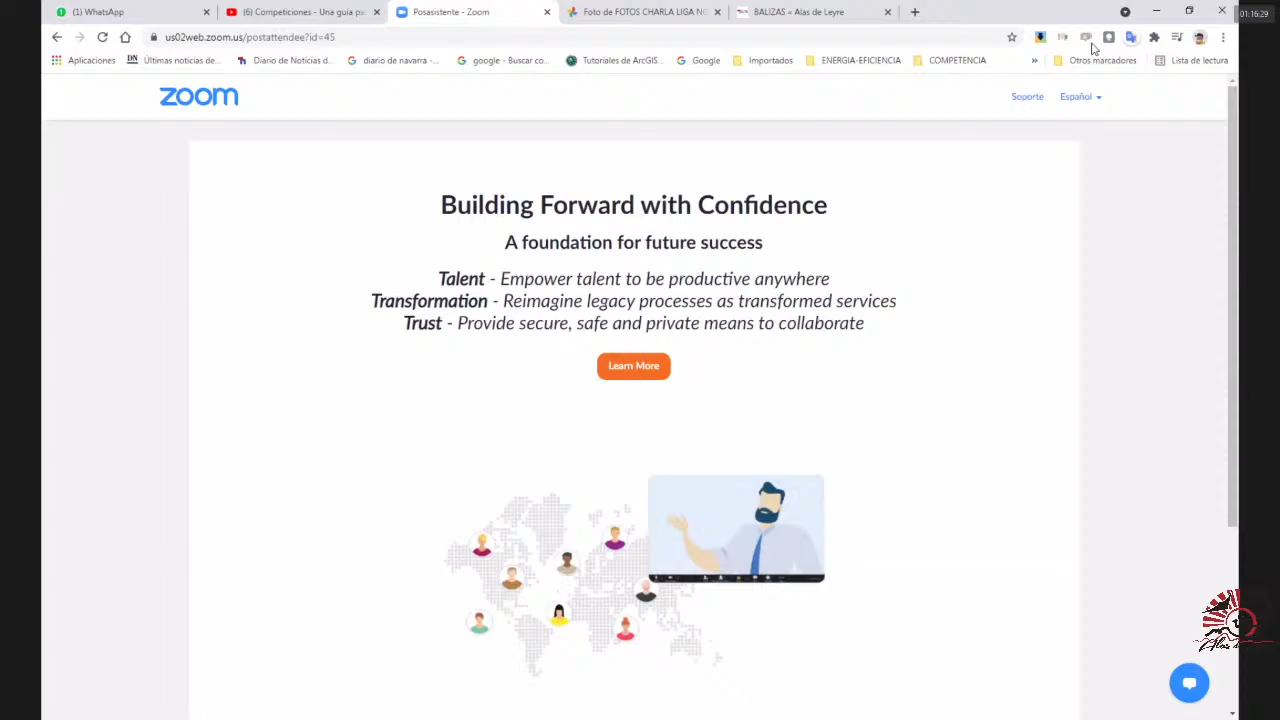 (1) WhatsApp
(6) Competiciones - Una guía p
Posasistente - Zoom
Foto de FOTOS CHARLA LIGA NO
BALIZAS « Alas de Leyre
01:16:29
us02web.zoom.us/postattendee?id=45
Aplicaciones
DN Últimas noticias de...
Diario de Noticias d...
diario de navarra -...
google - Buscar co...
Tutoriales de ArcGIS...
Google
Importados
ENERGIA-EFICIENCIA
COMPETENCIA
»
Otros marcadores
Lista de lectura
zoom
Soporte
Español
Building Forward with Confidence
A foundation for future success
Talent - Empower talent to be productive anywhere
Transformation - Reimagine legacy processes as transformed services
Trust - Provide secure, safe and private means to collaborate
Learn More